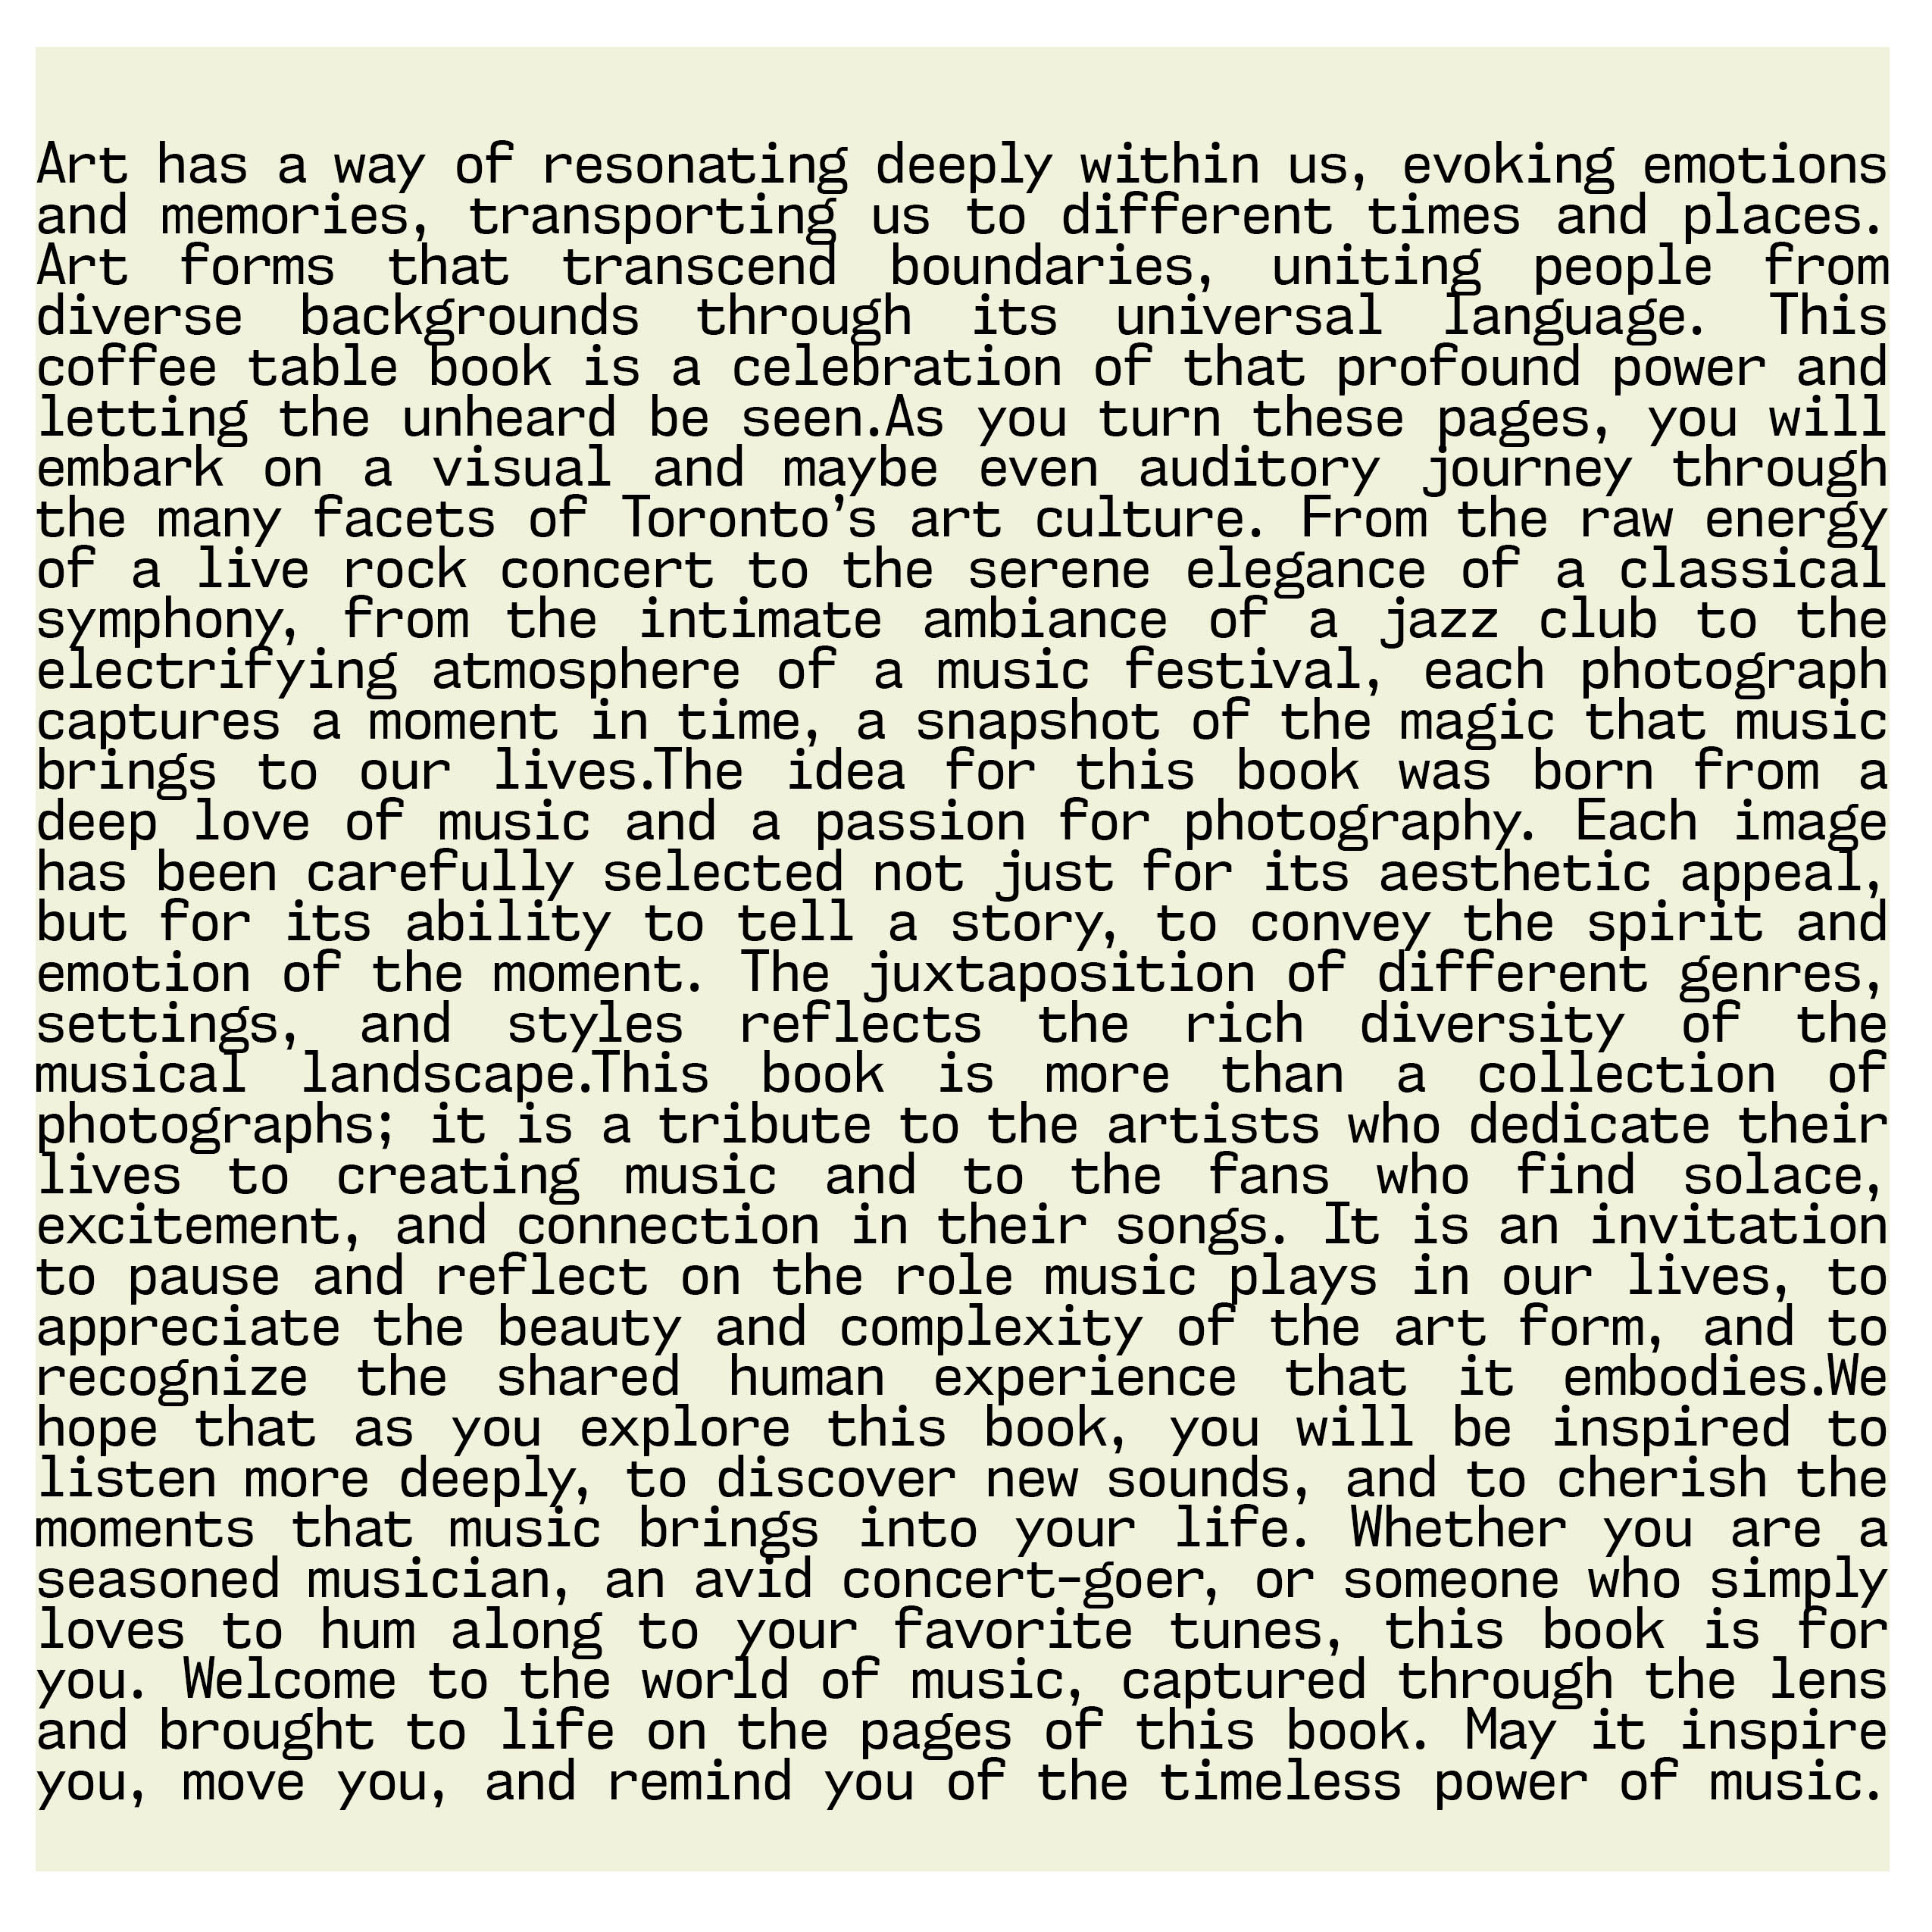 Art has a way of resonating deeply within us, evoking emotions
and memories, transporting us to different times and places.
Art forms that transcend boundaries, uniting people from
diverse backgrounds through its universal language. This
coffee table book is a celebration of that profound power and
letting the unheard be seen.As you turn these pages, you will
embark on a visual and maybe even auditory journey through
the many facets of Toronto’s art culture. From the raw energy
of a live rock concert to the serene elegance of a classical
symphony, from the intimate ambiance of a jazz club to the
electrifying atmosphere of a music festival, each photograph
captures a moment in time, a snapshot of the magic that music
brings to our lives.The idea for this book was born from a
deep love of music and a passion for photography. Each image
has been carefully selected not just for its aesthetic appeal,
but for its ability to tell a story, to convey the spirit and
emotion of the moment. The juxtaposition of different genres,
settings, and styles reflects the rich diversity of the
musical landscape.This book is more than a collection of
photographs; it is a tribute to the artists who dedicate their
lives to creating music and to the fans who find solace,
excitement, and connection in their songs. It is an invitation
to pause and reflect on the role music plays in our lives, to
appreciate the beauty and complexity of the art form, and to
recognize the shared human experience that it embodies.We
hope that as you explore this book, you will be inspired to
listen more deeply, to discover new sounds, and to cherish the
moments that music brings into your life. Whether you are a
seasoned musician, an avid concert-goer, or someone who simply
loves to hum along to your favorite tunes, this book is for
you. Welcome to the world of music, captured through the lens
and brought to life on the pages of this book. May it inspire
you, move you, and remind you of the timeless power of music.